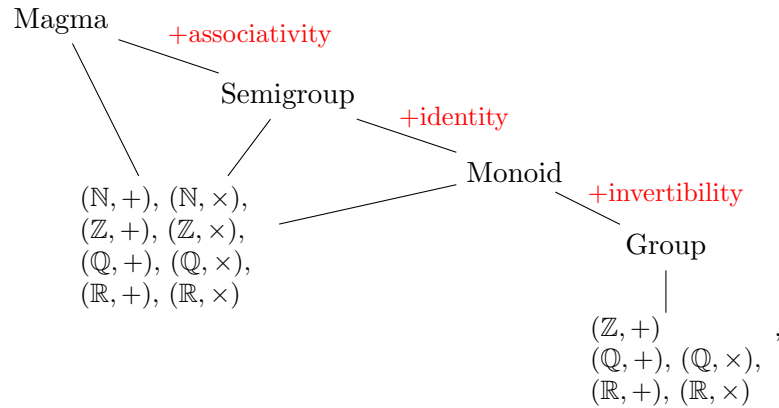 Magma
+associativity
Semigroup
+identity
Monoid
+invertibility
Group
(ℕ, +), (ℕ, ×),
(ℤ, +), (ℤ, ×),
(ℚ, +), (ℚ, ×),
(ℝ, +), (ℝ, ×)
(ℤ, +) ,
(ℚ, +), (ℚ, ×),
(ℝ, +), (ℝ, ×)